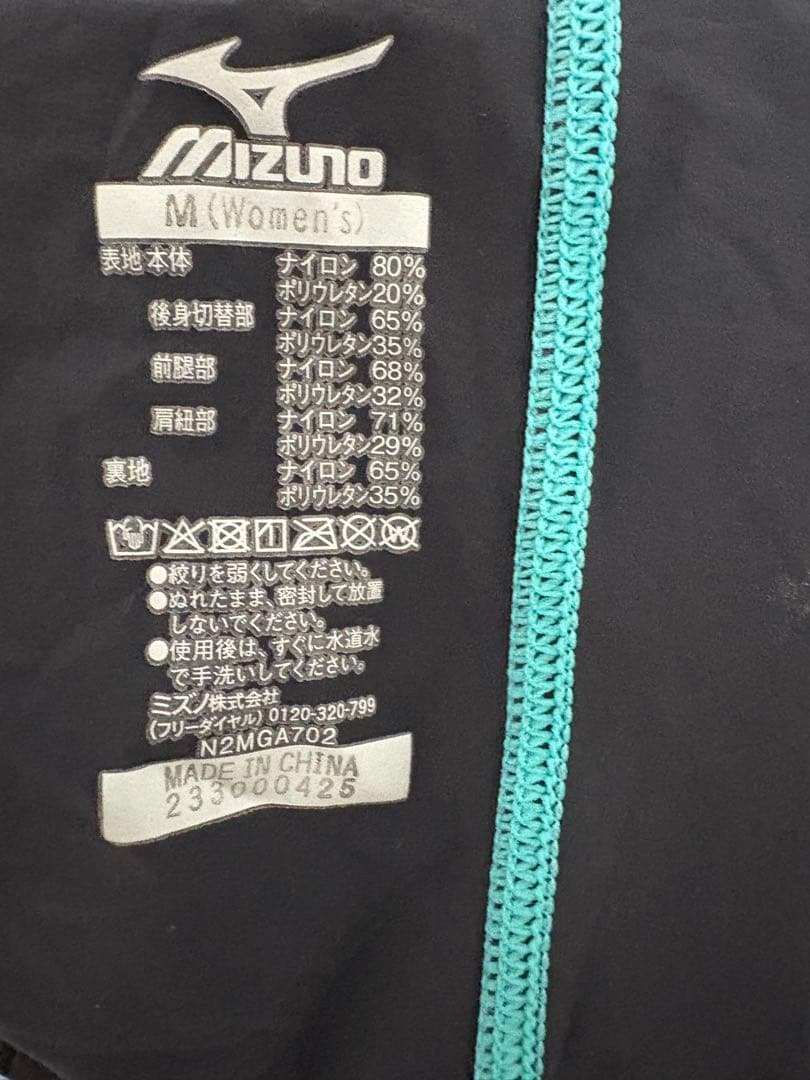 MIZUNO
M(Women's)
表地 本体 ナイロン 80%
ポリウレタン20%
後身切替部 ナイロン 65%
ポリウレタン35%
前腿部 ナイロン 68%
ポリウレタン32%
肩紐部 ナイロン 71%
ポリウレタン29%
裏地 ナイロン 65%
ポリウレタン35%
●絞りを弱くしてください。
●ぬれたまま、密封して放置
しないでください。
●使用後は、すぐに水道水
で手洗いしてください。
ミズノ株式会社
(フリーダイヤル) 0120-320-799
N2MGA702
MADE IN CHINA
233000425